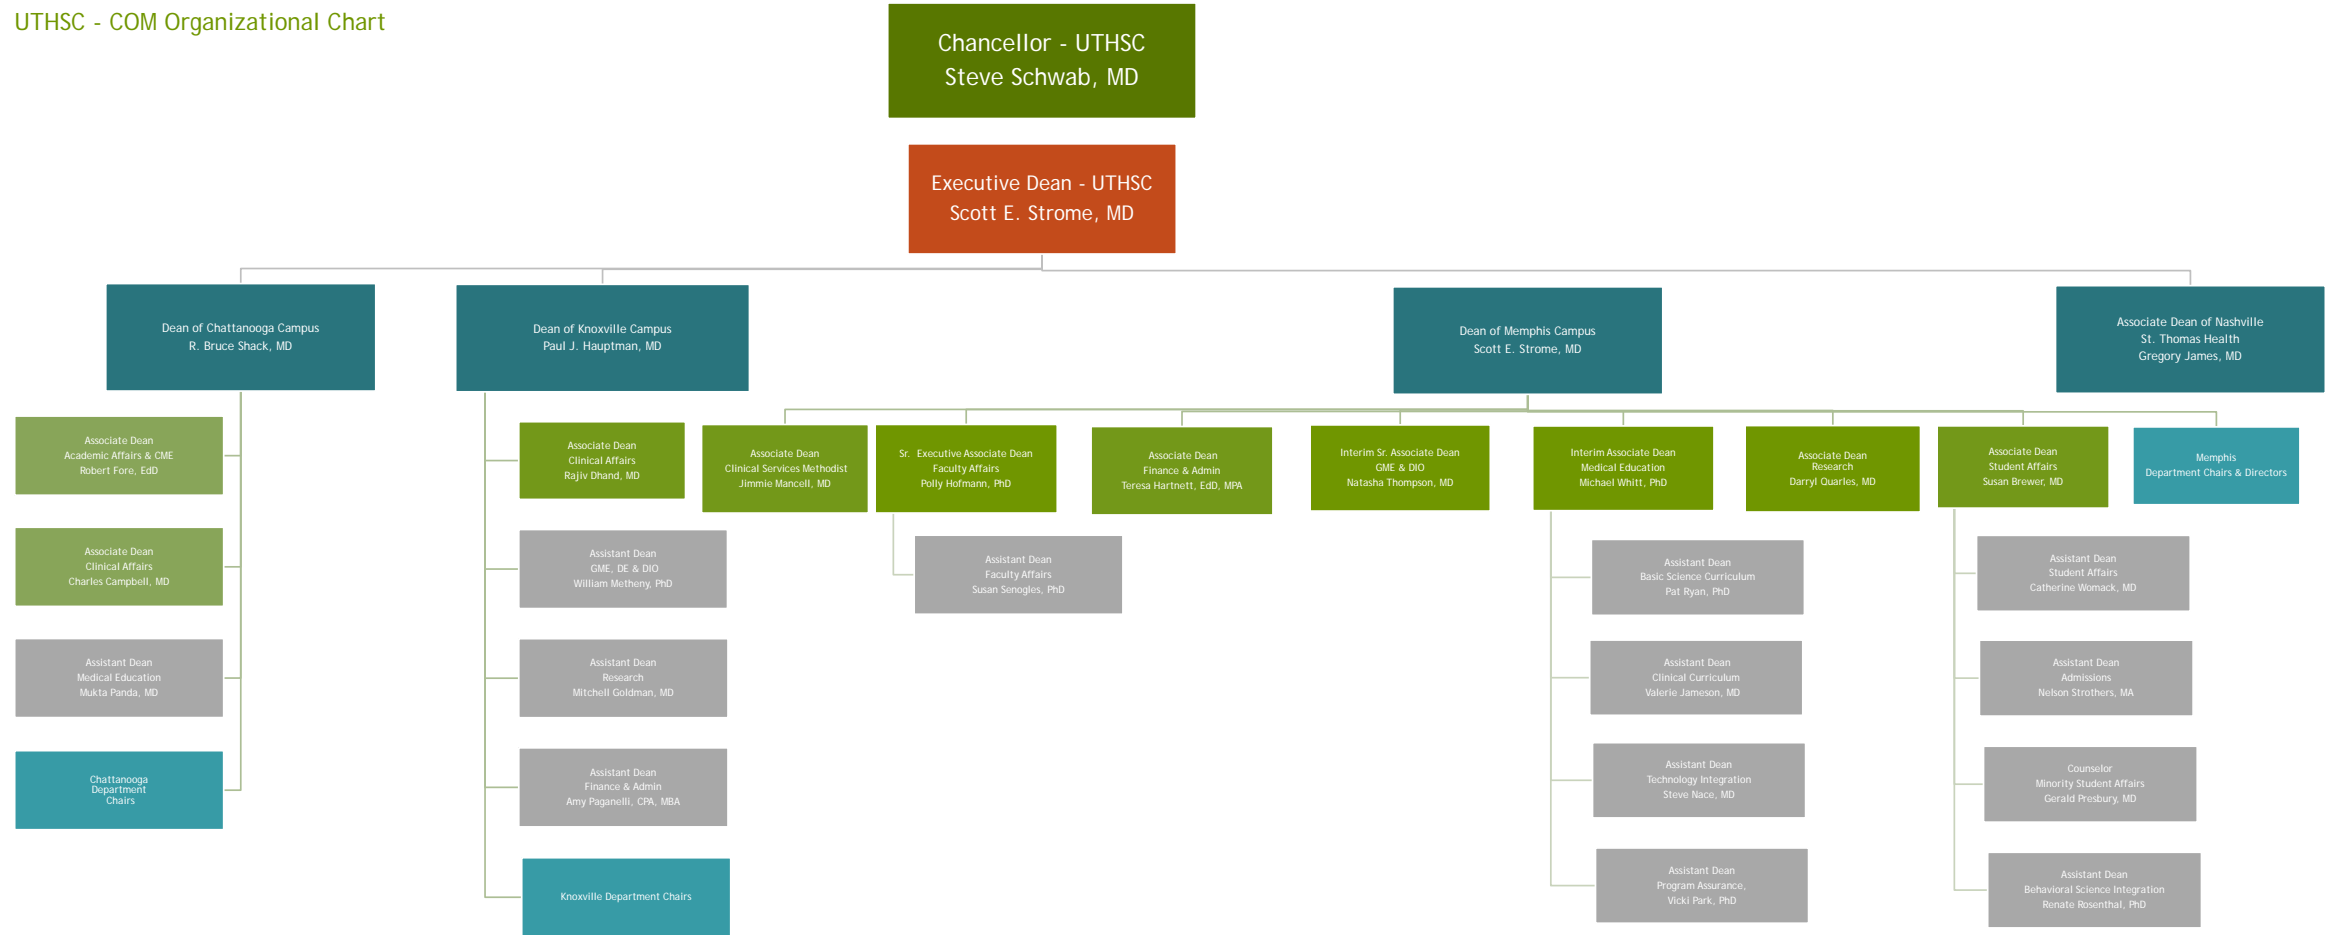 UTHSC - COM Organizational Chart
Chancellor - UTHSC
Steve Schwab, MD
Executive Dean - UTHSC
Scott E. Strome, MD
Dean of Chattanooga Campus
R. Bruce Shack, MD
Dean of Knoxville Campus
Paul J. Hauptman, MD
Dean of Memphis Campus
Scott E. Strome, MD
Associate Dean of Nashville
St. Thomas Health
Gregory James, MD
Associate Dean
Academic Affairs & CME
Robert Fore, EdD
Associate Dean
Clinical Affairs
Charles Campbell, MD
Assistant Dean
Medical Education
Mukta Panda, MD
Chattanooga
Department
Chairs
Associate Dean
Clinical Affairs
Rajiv Dhand, MD
Assistant Dean
GME, DE & DIO
William Metheny, PhD
Assistant Dean
Research
Mitchell Goldman, MD
Assistant Dean
Finance & Admin
Amy Paganelli, CPA, MBA
Knoxville Department Chairs
Associate Dean
Clinical Services Methodist
Jimmie Mancell, MD
Sr. Executive Associate Dean
Faculty Affairs
Polly Hofmann, PhD
Assistant Dean
Faculty Affairs
Susan Senogles, PhD
Associate Dean
Finance & Admin
Teresa Hartnett, EdD, MPA
Interim Sr. Associate Dean
GME & DIO
Natasha Thompson, MD
Interim Associate Dean
Medical Education
Michael Whitt, PhD
Assistant Dean
Basic Science Curriculum
Pat Ryan, PhD
Assistant Dean
Clinical Curriculum
Valerie Jameson, MD
Assistant Dean
Technology Integration
Steve Nace, MD
Assistant Dean
Program Assurance,
Vicki Park, PhD
Associate Dean
Research
Darryl Quarles, MD
Associate Dean
Student Affairs
Susan Brewer, MD
Assistant Dean
Student Affairs
Catherine Womack, MD
Assistant Dean
Admissions
Nelson Strothers, MA
Counselor
Minority Student Affairs
Gerald Presbury, MD
Assistant Dean
Behavioral Science Integration
Renate Rosenthal, PhD
Memphis
Department Chairs & Directors